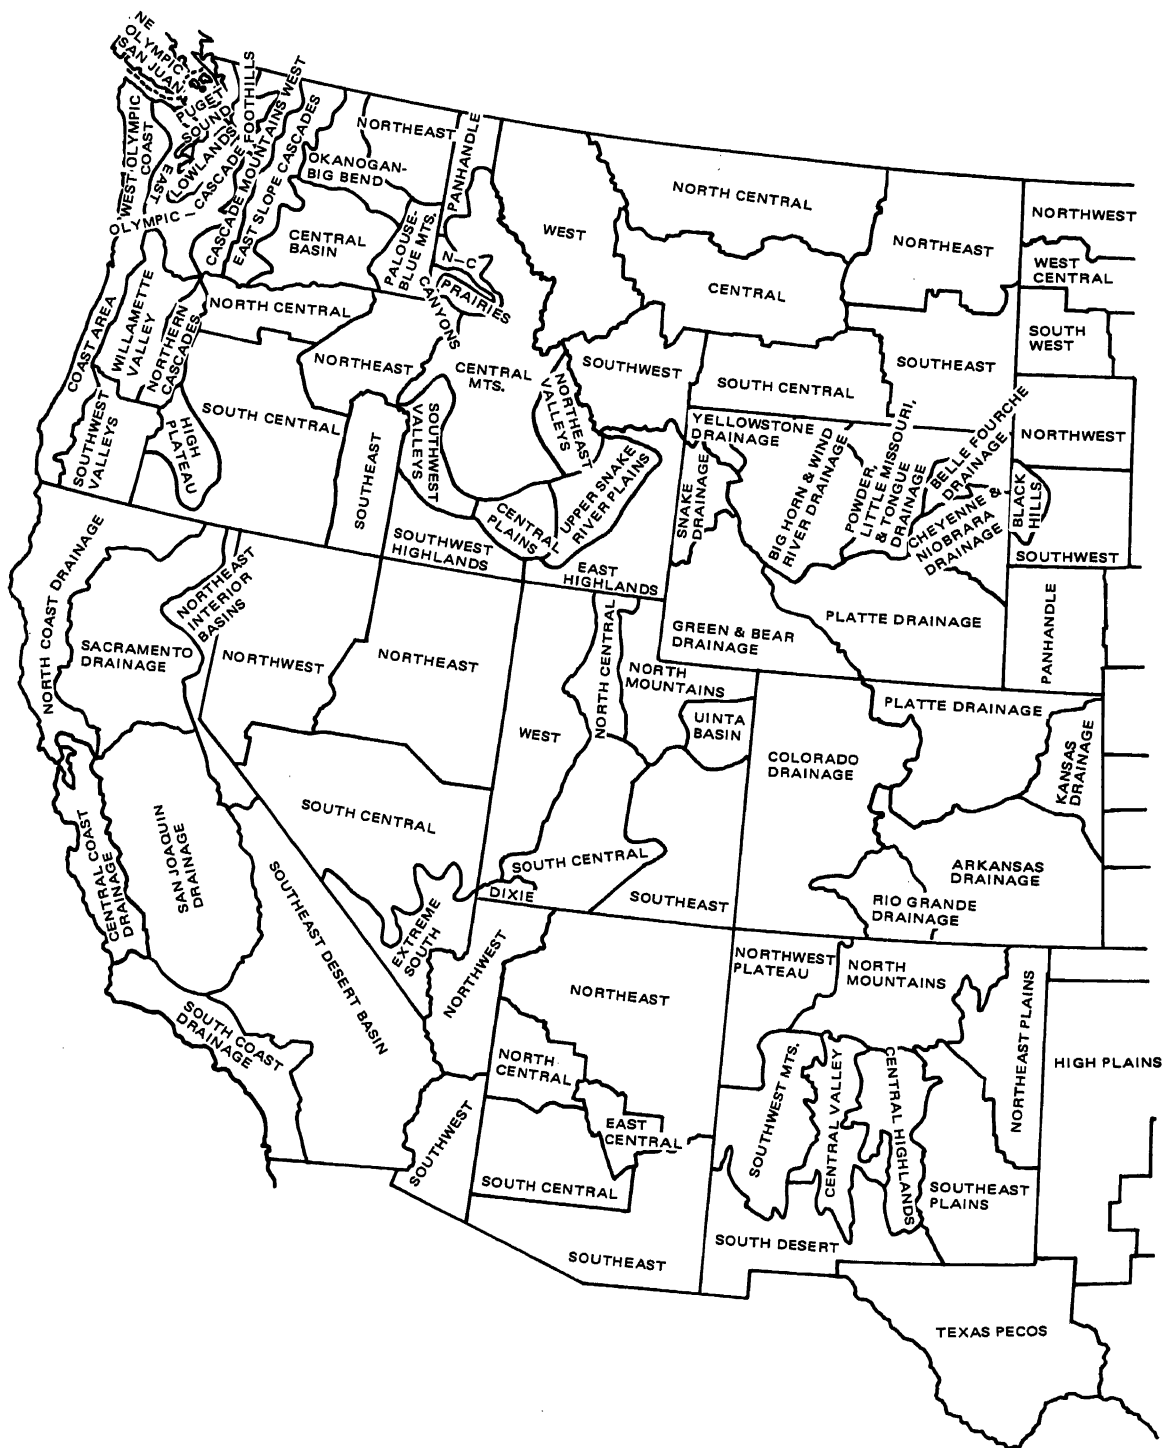 NE
OLYMPIC
SAN JUAN
PUGET
SOUND
LOWLANDS
WEST OLYMPIC
COAST
EAST
OLYMPIC – CASCADE FOOTHILLS
CASCADE MOUNTAINS WEST
EAST SLOPE CASCADES
OKANOGAN-
BIG BEND
NORTHEAST
CENTRAL
BASIN
PALOUSE-
BLUE MTS.
PANHANDLE
N–C
PRAIRIES
CANYONS
CENTRAL
MTS.
NORTHEAST
VALLEYS
SOUTHWEST
VALLEYS
CENTRAL
PLAINS
UPPER SNAKE
RIVER PLAINS
SOUTHWEST
HIGHLANDS
EAST
HIGHLANDS
COAST AREA
WILLAMETTE
VALLEY
NORTHERN
CASCADES
NORTH CENTRAL
NORTHEAST
SOUTH CENTRAL
HIGH
PLATEAU
SOUTHWEST
VALLEYS
SOUTHEAST
WEST
NORTH CENTRAL
NORTHEAST
CENTRAL
SOUTHWEST
SOUTH CENTRAL
SOUTHEAST
NORTHWEST
WEST
CENTRAL
SOUTH
WEST
NORTHWEST
BLACK
HILLS
SOUTHWEST
YELLOWSTONE
DRAINAGE
SNAKE
DRAINAGE
BIG HORN & WIND
RIVER DRAINAGE
POWDER,
LITTLE MISSOURI,
& TONGUE
DRAINAGE
BELLE FOURCHE
DRAINAGE
CHEYENNE &
NIOBRARA
DRAINAGE
GREEN & BEAR
DRAINAGE
PLATTE DRAINAGE
PANHANDLE
NORTH COAST DRAINAGE
SACRAMENTO
DRAINAGE
NORTHEAST
INTERIOR
BASINS
CENTRAL COAST
DRAINAGE
SAN JOAQUIN
DRAINAGE
SOUTHEAST DESERT BASIN
SOUTH COAST
DRAINAGE
NORTHWEST
NORTHEAST
SOUTH CENTRAL
EXTREME
SOUTH
WEST
NORTH CENTRAL
NORTH
MOUNTAINS
UINTA
BASIN
SOUTH CENTRAL
DIXIE
SOUTHEAST
COLORADO
DRAINAGE
PLATTE DRAINAGE
KANSAS
DRAINAGE
ARKANSAS
DRAINAGE
RIO GRANDE
DRAINAGE
NORTHWEST
NORTHEAST
NORTH
CENTRAL
EAST
CENTRAL
SOUTHWEST
SOUTH CENTRAL
SOUTHEAST
NORTHWEST
PLATEAU
NORTH
MOUNTAINS
NORTHEAST PLAINS
SOUTHWEST MTS.
CENTRAL VALLEY
CENTRAL HIGHLANDS
SOUTHEAST
PLAINS
SOUTH DESERT
HIGH PLAINS
TEXAS PECOS